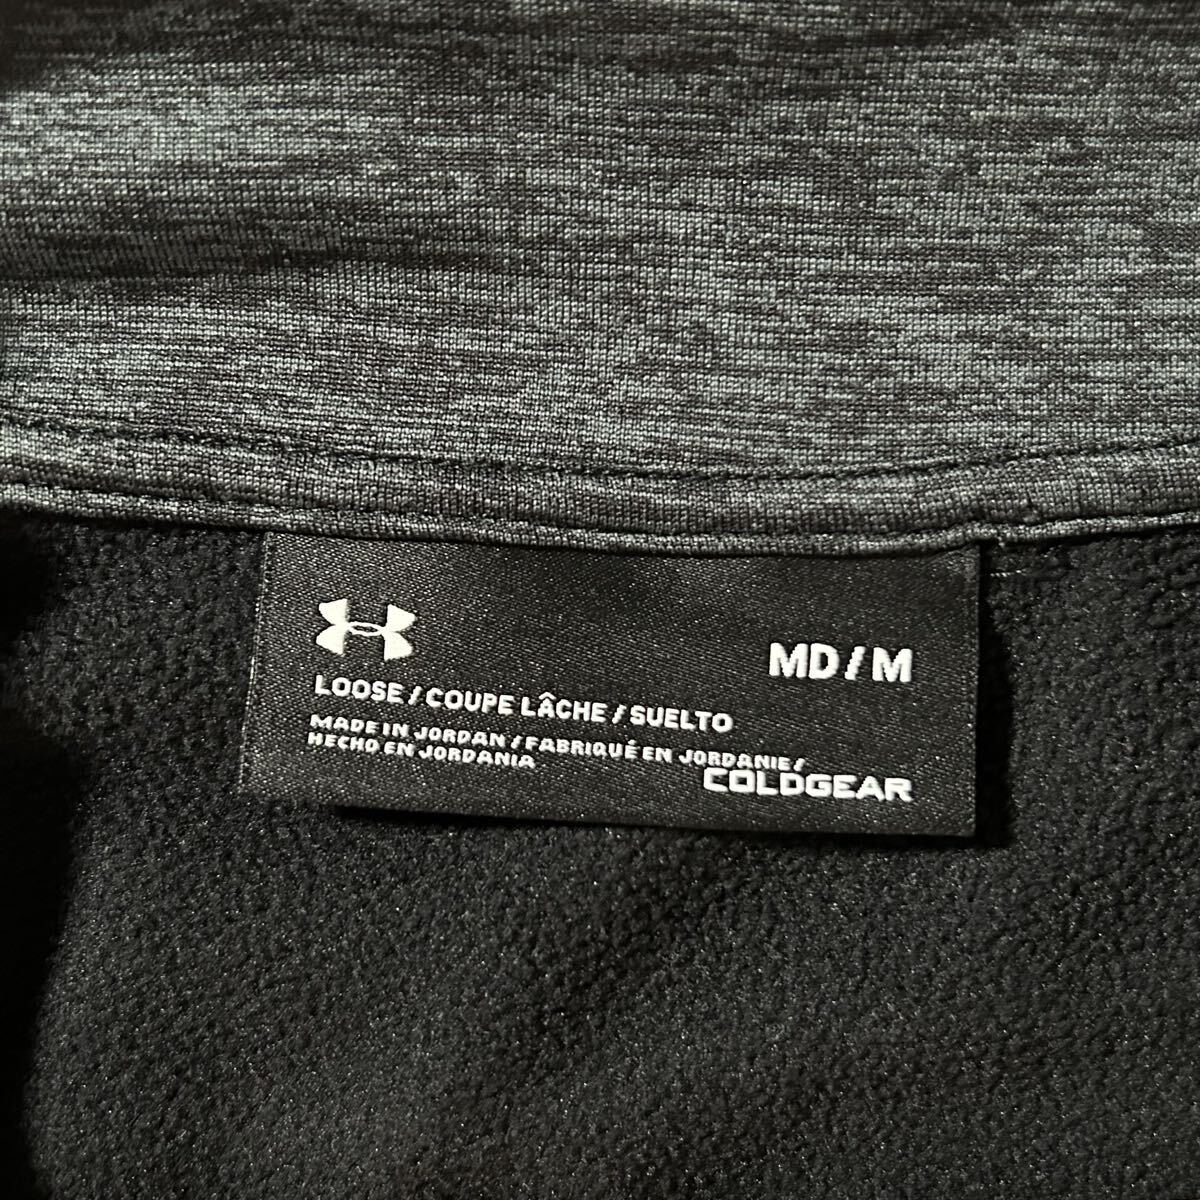 MD/M
LOOSE / COUPE LÂCHE / SUELTO
MADE IN JORDAN / FABRIQUÉ EN JORDANIE /
HECHO EN JORDANIA
COLDGEAR